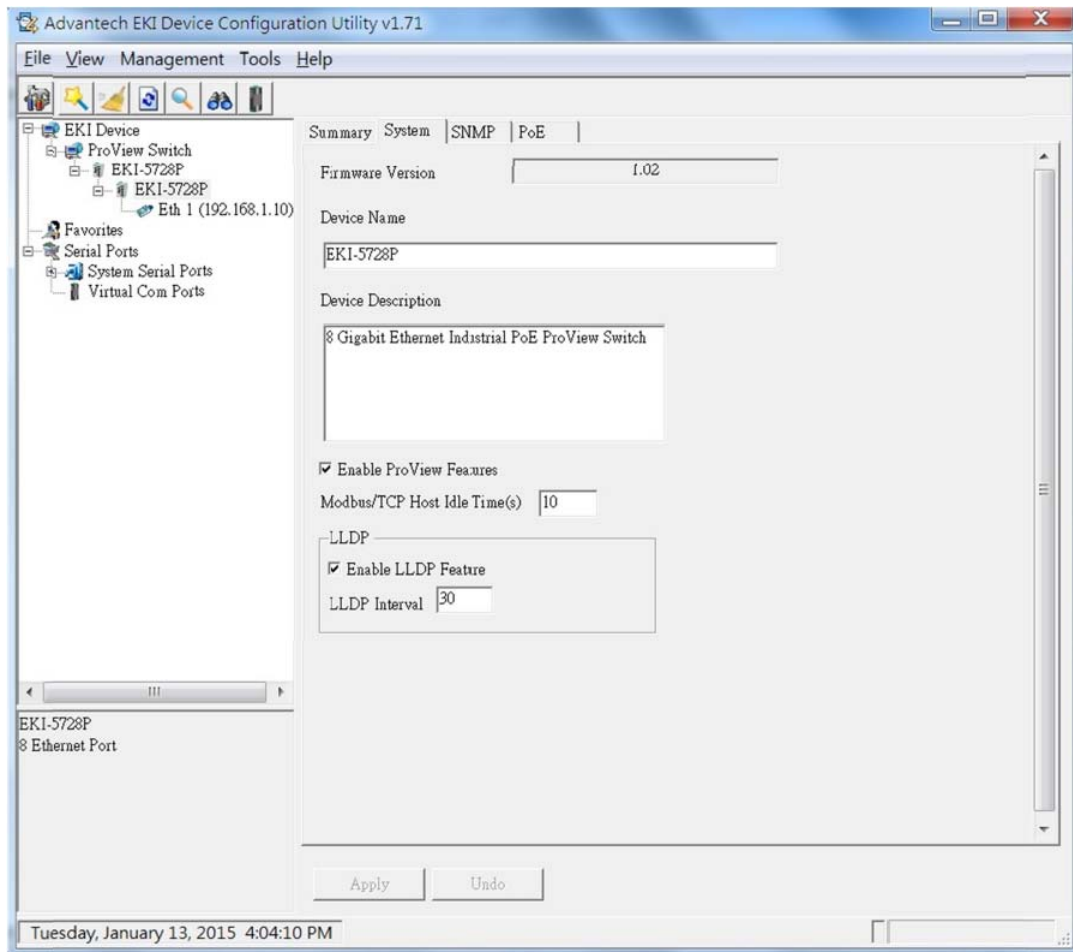 Advantech EKI Device Configuration Utility v1.71
File View Management Tools Help
EKI Device
ProView Switch
EKI-5728P
EKI-5728P
Eth 1 (192.168.1.10)
Favorites
Serial Ports
System Serial Ports
Virtual Com Ports
EKI-5728P
8 Ethernet Port
Summary System SNMP PoE
Firmware Version 1.02
Device Name
EKI-5728P
Device Description
8 Gigabit Ethernet Industrial PoE ProView Switch
Enable ProView Features
Modbus/TCP Host Idle Time(s) 10
LLDP
Enable LLDP Feature
LLDP Interval 30
Apply Undo
Tuesday, January 13, 2015 4:04:10 PM